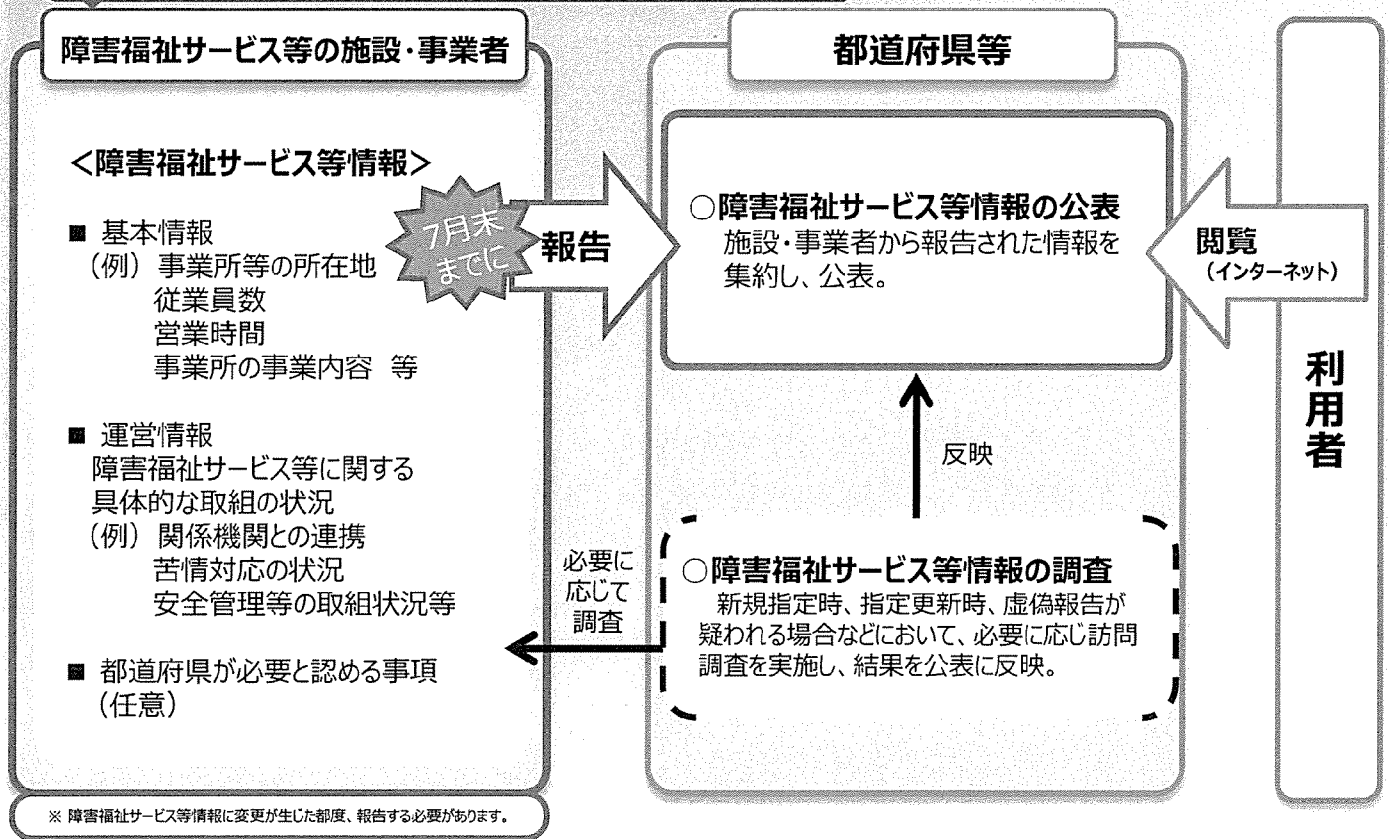 障害福祉サービス等の施設・事業者
<障害福祉サービス等情報>
■ 基本情報
(例) 事業所等の所在地
従業員数
営業時間
事業所の事業内容 等
■ 運営情報
障害福祉サービス等に関する
具体的な取組の状況
(例) 関係機関との連携
苦情対応の状況
安全管理等の取組状況等
■ 都道府県が必要と認める事項
(任意)
※ 障害福祉サービス等情報に変更が生じた都度、報告する必要があります。
7月末
までに
報告
必要に
応じて
調査
都道府県等
○障害福祉サービス等情報の公表
施設・事業者から報告された情報を
集約し、公表。
反映
○障害福祉サービス等情報の調査
新規指定時、指定更新時、虚偽報告が
疑われる場合などにおいて、必要に応じ訪問
調査を実施し、結果を公表に反映。
閲覧
(インターネット)
利用者